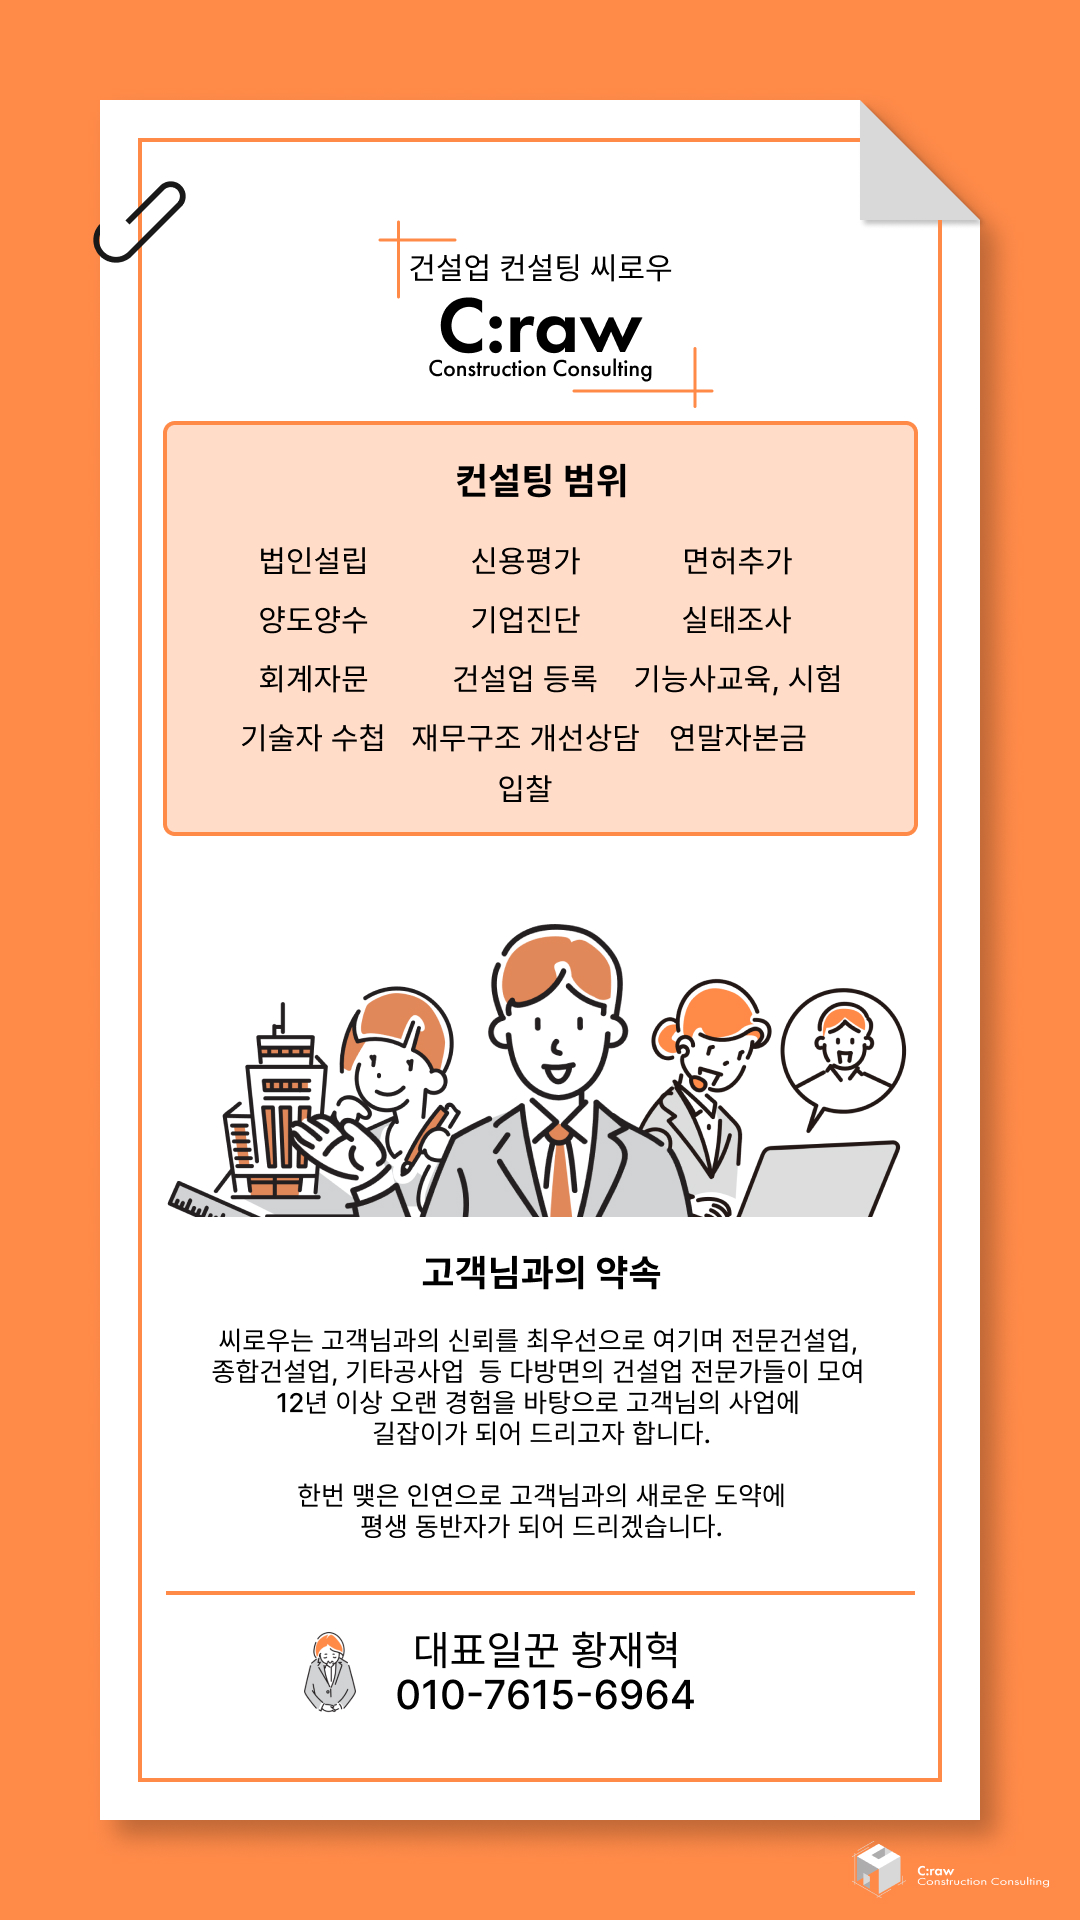 건설업 컨설팅 씨로우
C:raw
Construction Consulting
컨설팅 범위
법인설립 신용평가 면허추가
양도양수 기업진단 실태조사
회계자문 건설업 등록 기능사교육, 시험
기술자 수첩 재무구조 개선상담 연말자본금
입찰
고객님과의 약속
씨로우는 고객님과의 신뢰를 최우선으로 여기며 전문건설업,
종합건설업, 기타공사업 등 다방면의 건설업 전문가들이 모여
12년 이상 오랜 경험을 바탕으로 고객님의 사업에
길잡이가 되어 드리고자 합니다.
한번 맺은 인연으로 고객님과의 새로운 도약에
평생 동반자가 되어 드리겠습니다.
대표일꾼 황재혁
010-7615-6964
C:raw
Construction Consulting